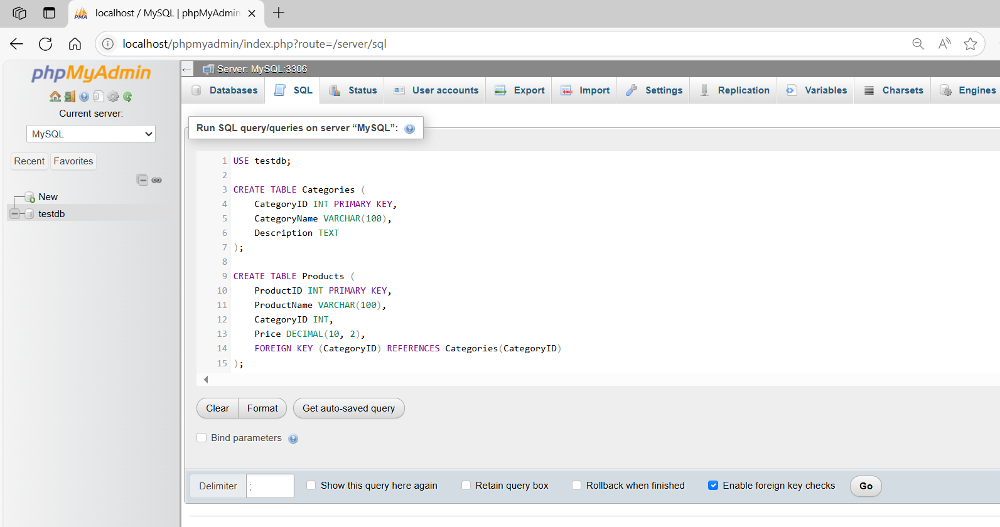 localhost / MySQL | phpMyAdmin
localhost/phpmyadmin/index.php?route=/server/sql
phpMyAdmin
Current server:
MySQL
Recent Favorites
New
testdb
Server: MySQL:3306
Databases SQL Status User accounts Export Import Settings Replication Variables Charsets Engines
Run SQL query/queries on server “MySQL”:
1 USE testdb;
2
3 CREATE TABLE Categories (
4 CategoryID INT PRIMARY KEY,
5 CategoryName VARCHAR(100),
6 Description TEXT
7 );
8
9 CREATE TABLE Products (
10 ProductID INT PRIMARY KEY,
11 ProductName VARCHAR(100),
12 CategoryID INT,
13 Price DECIMAL(10, 2),
14 FOREIGN KEY (CategoryID) REFERENCES Categories(CategoryID)
15 );
Clear Format Get auto-saved query
Bind parameters
Delimiter ; Show this query here again Retain query box Rollback when finished Enable foreign key checks Go